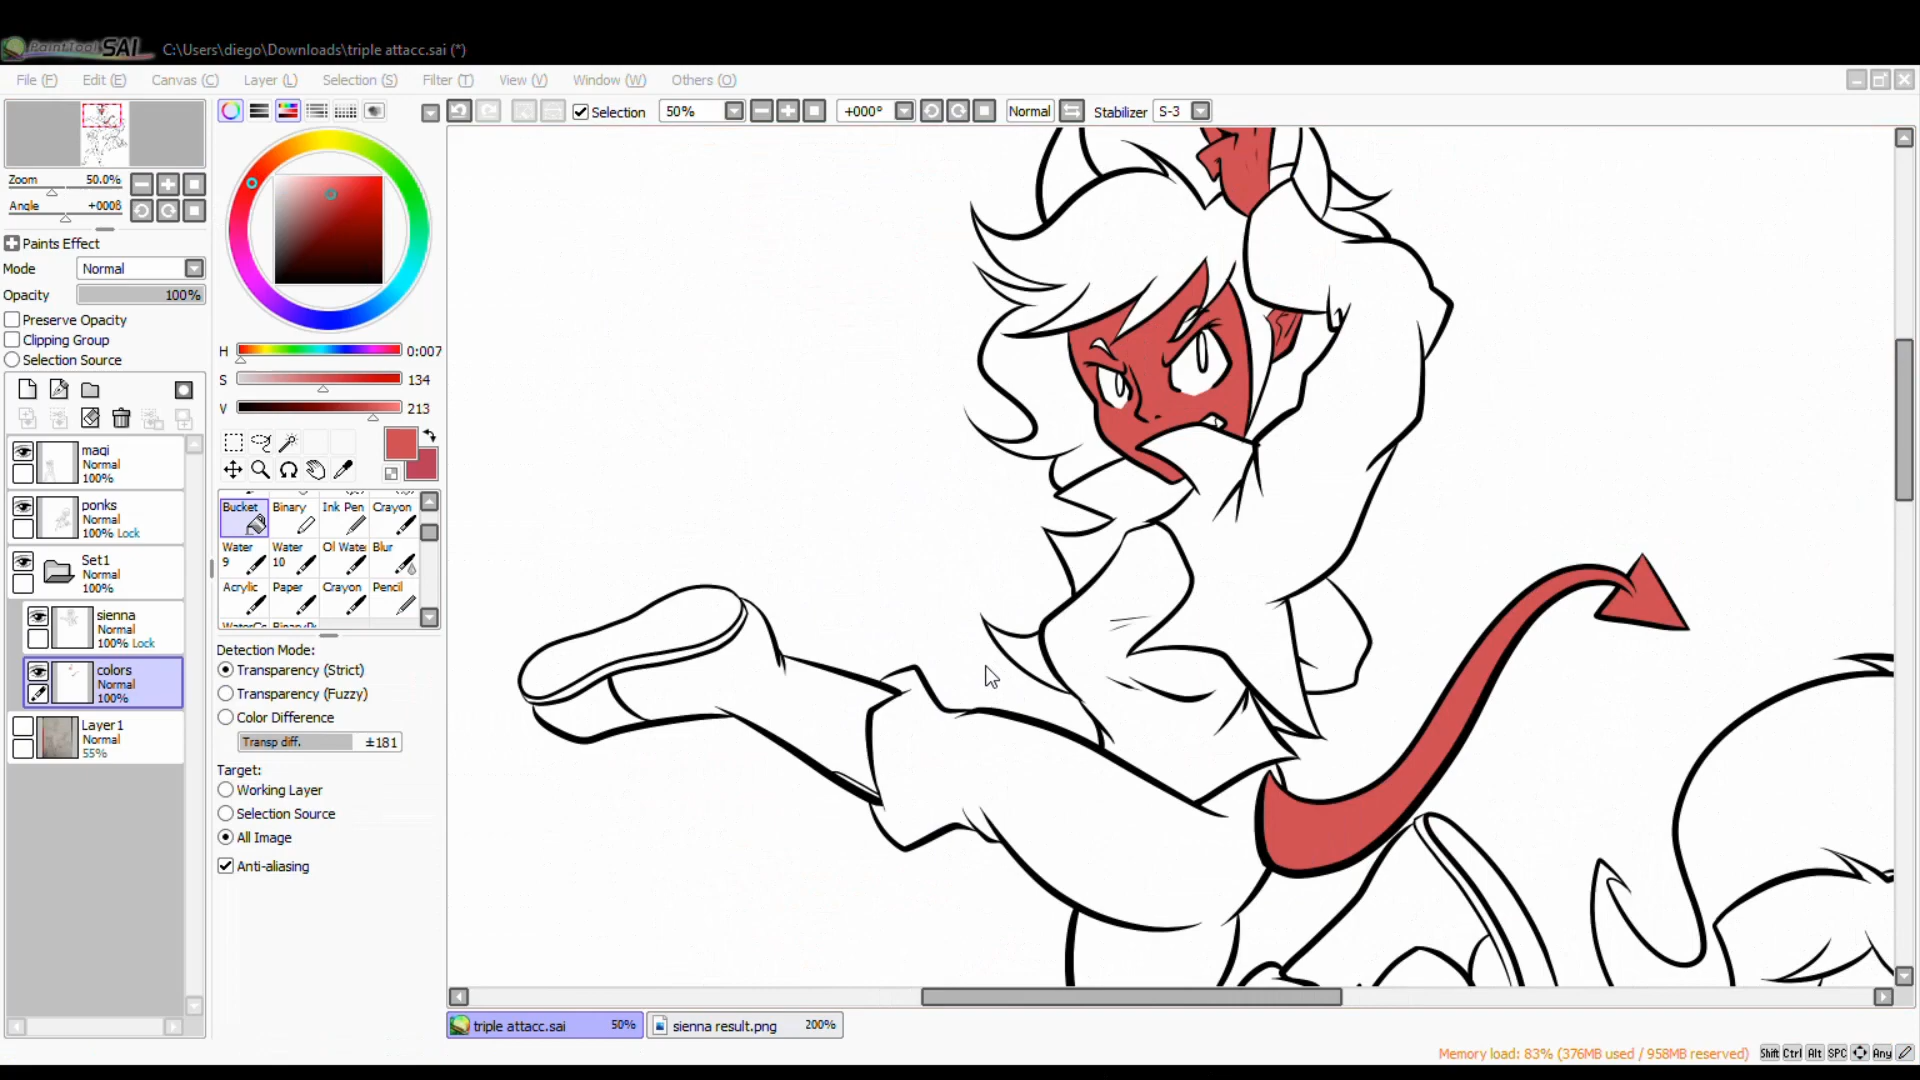 PaintTool SAI C:\Users\diego\Downloads\triple attacc.sai (*)
File (F) Edit (E) Canvas (C) Layer (L) Selection (S) Filter (T) View (V) Window (W) Others (O)
Selection 50% +000° Normal Stabilizer S-3
Zoom 50.0%
Angle +000ß
Paints Effect
Mode Normal
Opacity 100%
Preserve Opacity
Clipping Group
Selection Source
maqi
Normal
100%
ponks
Normal
100% Lock
Set1
Normal
100%
sienna
Normal
100% Lock
colors
Normal
100%
Layer1
Normal
55%
H 0:007
S 134
V 213
Bucket Binary Ink Pen Crayon
Water 9 Water 10 Ol Wate Blur
Acrylic Paper Crayon Pencil
Detection Mode:
Transparency (Strict)
Transparency (Fuzzy)
Color Difference
Transp diff. ±181
Target:
Working Layer
Selection Source
All Image
Anti-aliasing
triple attacc.sai 50% sienna result.png 200%
Memory load: 83% (376MB used / 958MB reserved) Shift Ctrl Alt SPC Any